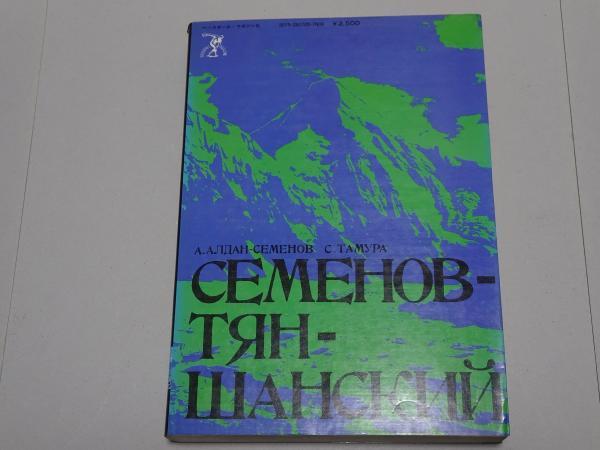 ¥2,500
А. АЛДАН-СЕМЕНОВ С ТАМУРА
СЕМЕНОВ-
ТЯН-
ШАНСКИЙ